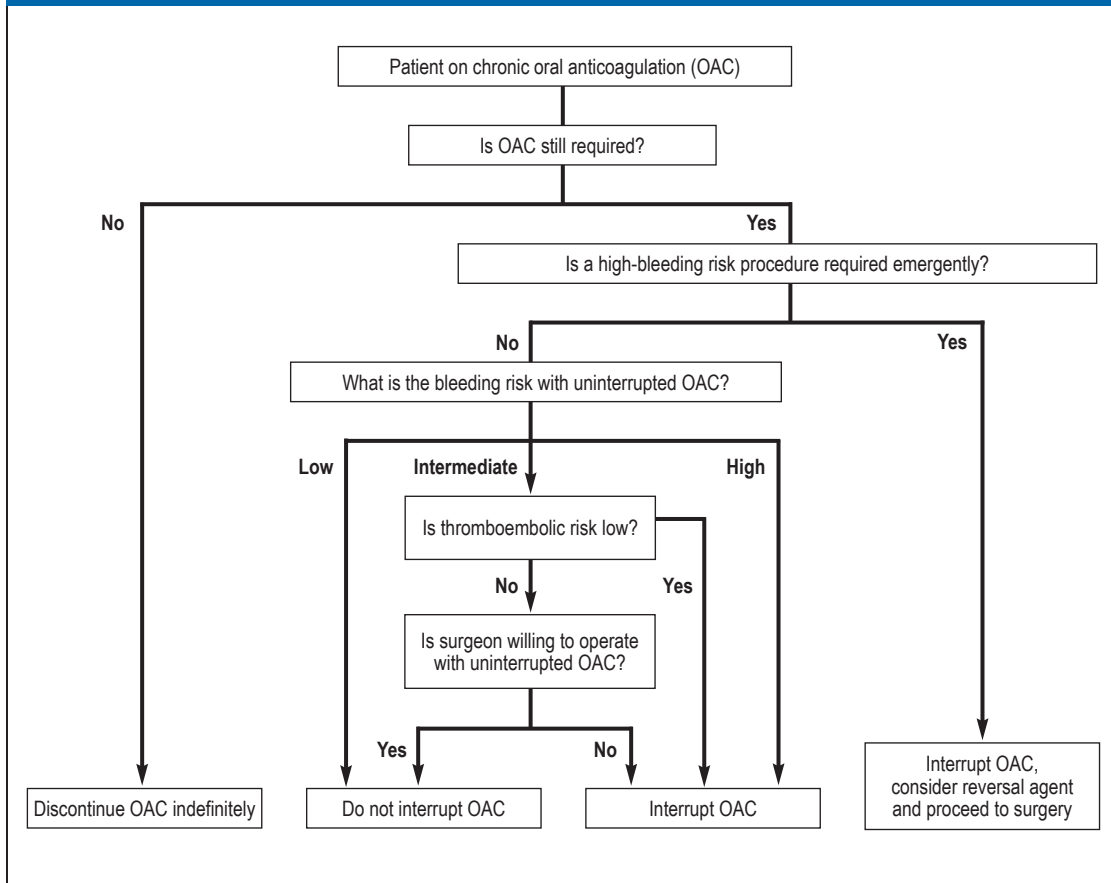 Patient on chronic oral anticoagulation (OAC)
Is OAC still required?
No
Yes
Is a high-bleeding risk procedure required emergently?
No
Yes
What is the bleeding risk with uninterrupted OAC?
Low
Intermediate
High
Is thromboembolic risk low?
No
Yes
Is surgeon willing to operate
with uninterrupted OAC?
Yes
No
Discontinue OAC indefinitely
Do not interrupt OAC
Interrupt OAC
Interrupt OAC,
consider reversal agent
and proceed to surgery